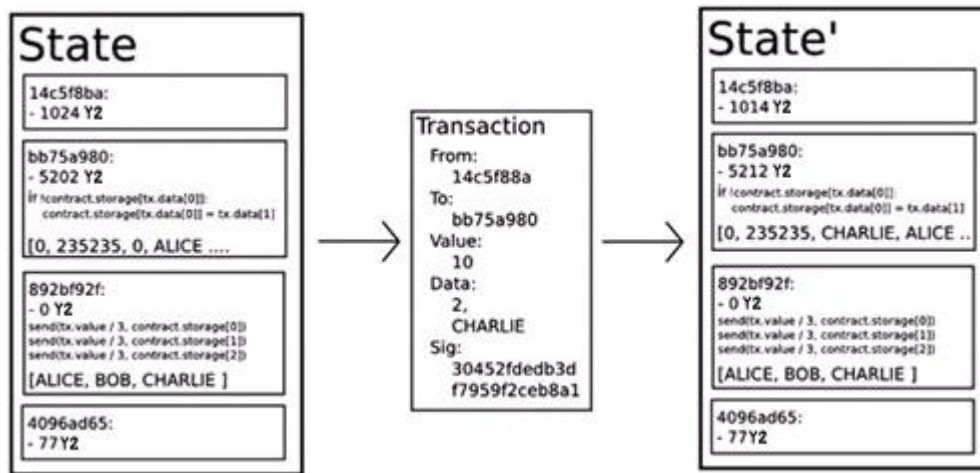 State
14c5f8ba:
- 1024 Y2
bb75a980:
- 5202 Y2
if !contract.storage[tx.data[0]]:
contract.storage[tx.data[0]] = tx.data[1]
[0, 235235, 0, ALICE ....
892bf92f:
- 0 Y2
send(tx.value / 3, contract.storage[0])
send(tx.value / 3, contract.storage[1])
send(tx.value / 3, contract.storage[2])
[ALICE, BOB, CHARLIE ]
4096ad65:
- 77Y2
Transaction
From:
14c5f88a
To:
bb75a980
Value:
10
Data:
2,
CHARLIE
Sig:
30452fdedb3d
f7959f2ceb8a1
State'
14c5f8ba:
- 1014 Y2
bb75a980:
- 5212 Y2
if !contract.storage[tx.data[0]]:
contract.storage[tx.data[0]] = tx.data[1]
[0, 235235, CHARLIE, ALICE ..
892bf92f:
- 0 Y2
send(tx.value / 3, contract.storage[0])
send(tx.value / 3, contract.storage[1])
send(tx.value / 3, contract.storage[2])
[ALICE, BOB, CHARLIE ]
4096ad65:
- 77Y2